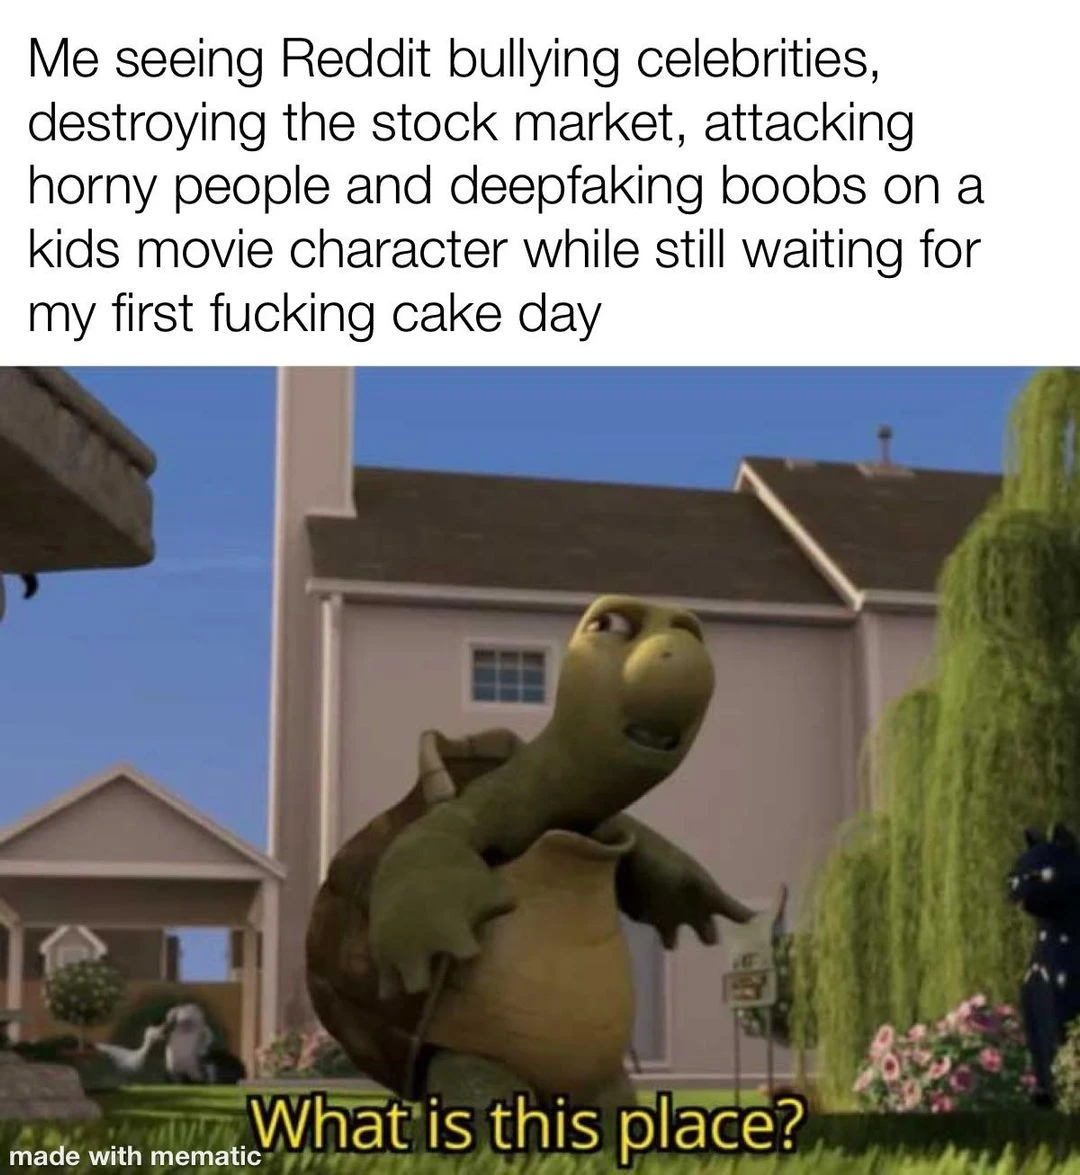 Me seeing Reddit bullying celebrities,
destroying the stock market, attacking
horny people and deepfaking boobs on a
kids movie character while still waiting for
my first fucking cake day
What is this place?
made with mematic